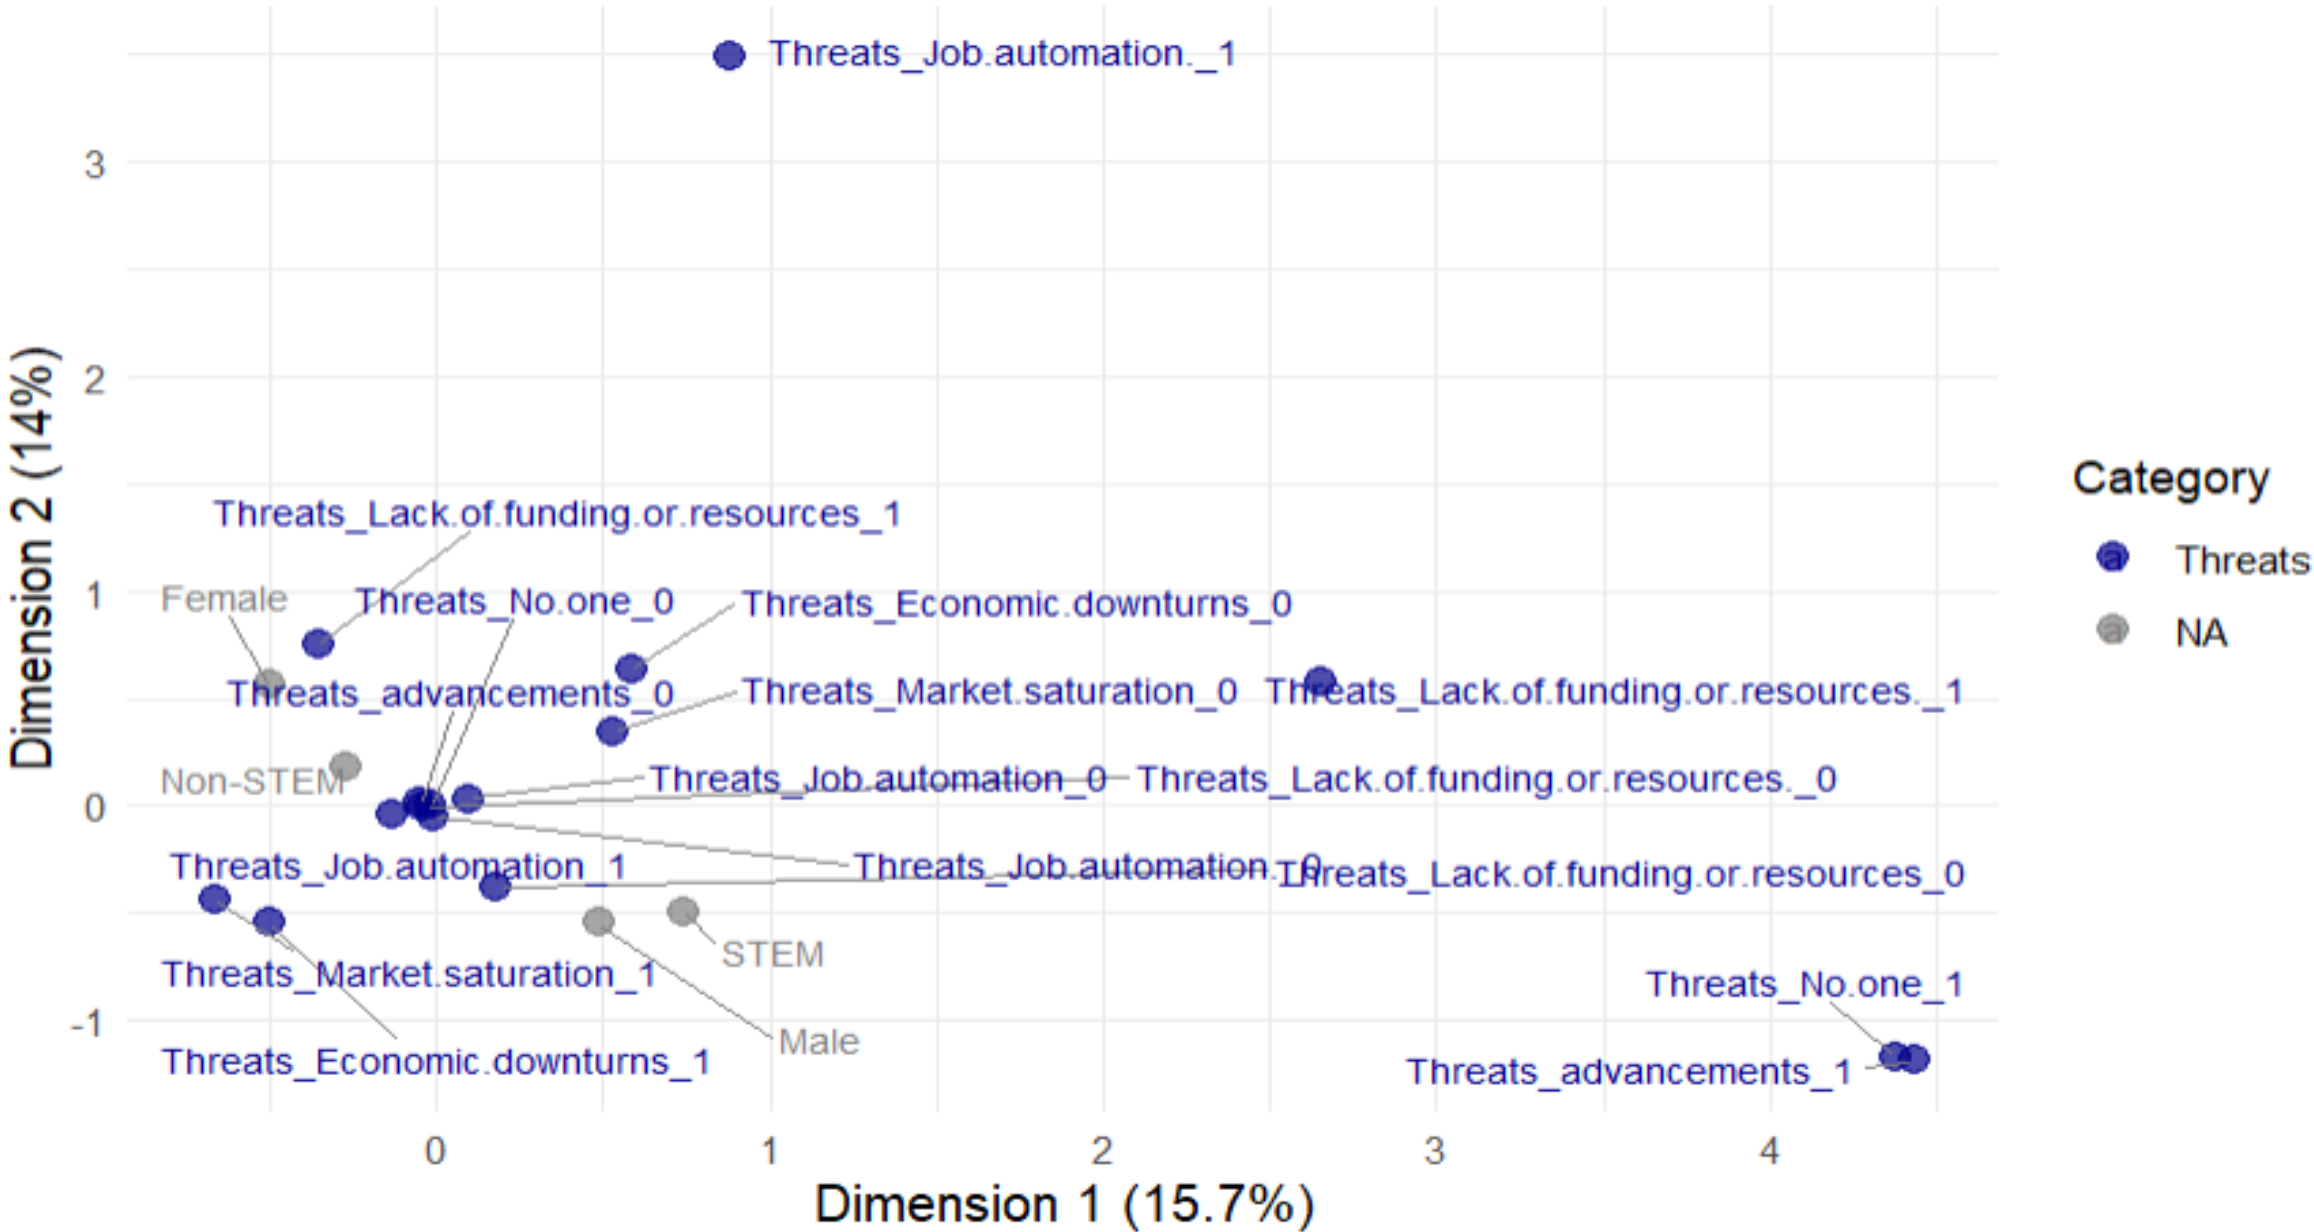 Threats_Job.automation._1
3
2
Threats_Lack.of.funding.or.resources_1
Female
Threats_No.one_0
Threats_Economic.downturns_0
1
Threats_advancements_0
Threats_Market.saturation_0
Threats_Lack.of.funding.or.resources._1
Non-STEM
Threats_Job.automation_0
Threats_Lack.of.funding.or.resources._0
0
Threats_Job.automation_1
Threats_Job.automation._0
Threats_Lack.of.funding.or.resources_0
STEM
Threats_Market.saturation_1
Threats_No.one_1
-1
Male
Threats_Economic.downturns_1
Threats_advancements_1
0
1
2
3
4
Dimension 1 (15.7%)
Dimension 2 (14%)
Category
a Threats
a NA